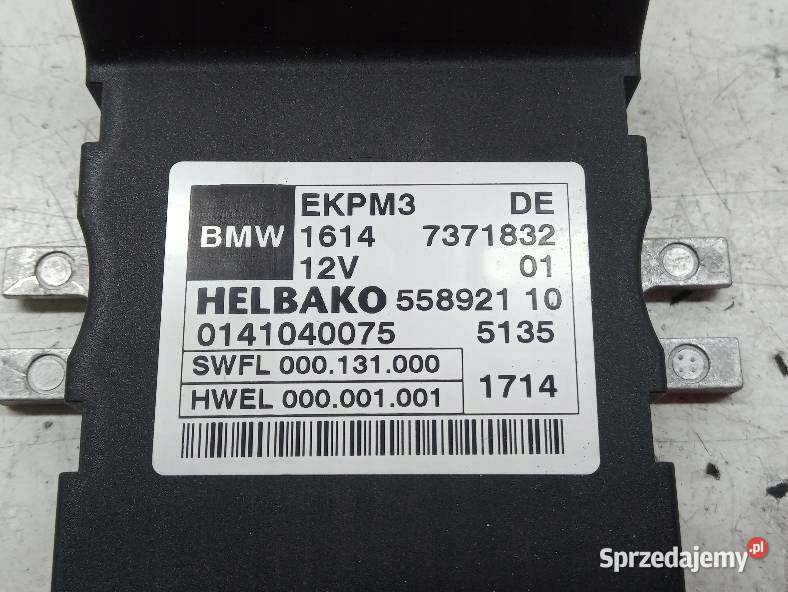 EKPM3 DE
BMW 1614 7371832
12V 01
HELBAKO 558921 10
0141040075 5135
SWFL 000.131.000
HWEL 000.001.001 1714
Sprzedajemy.pl